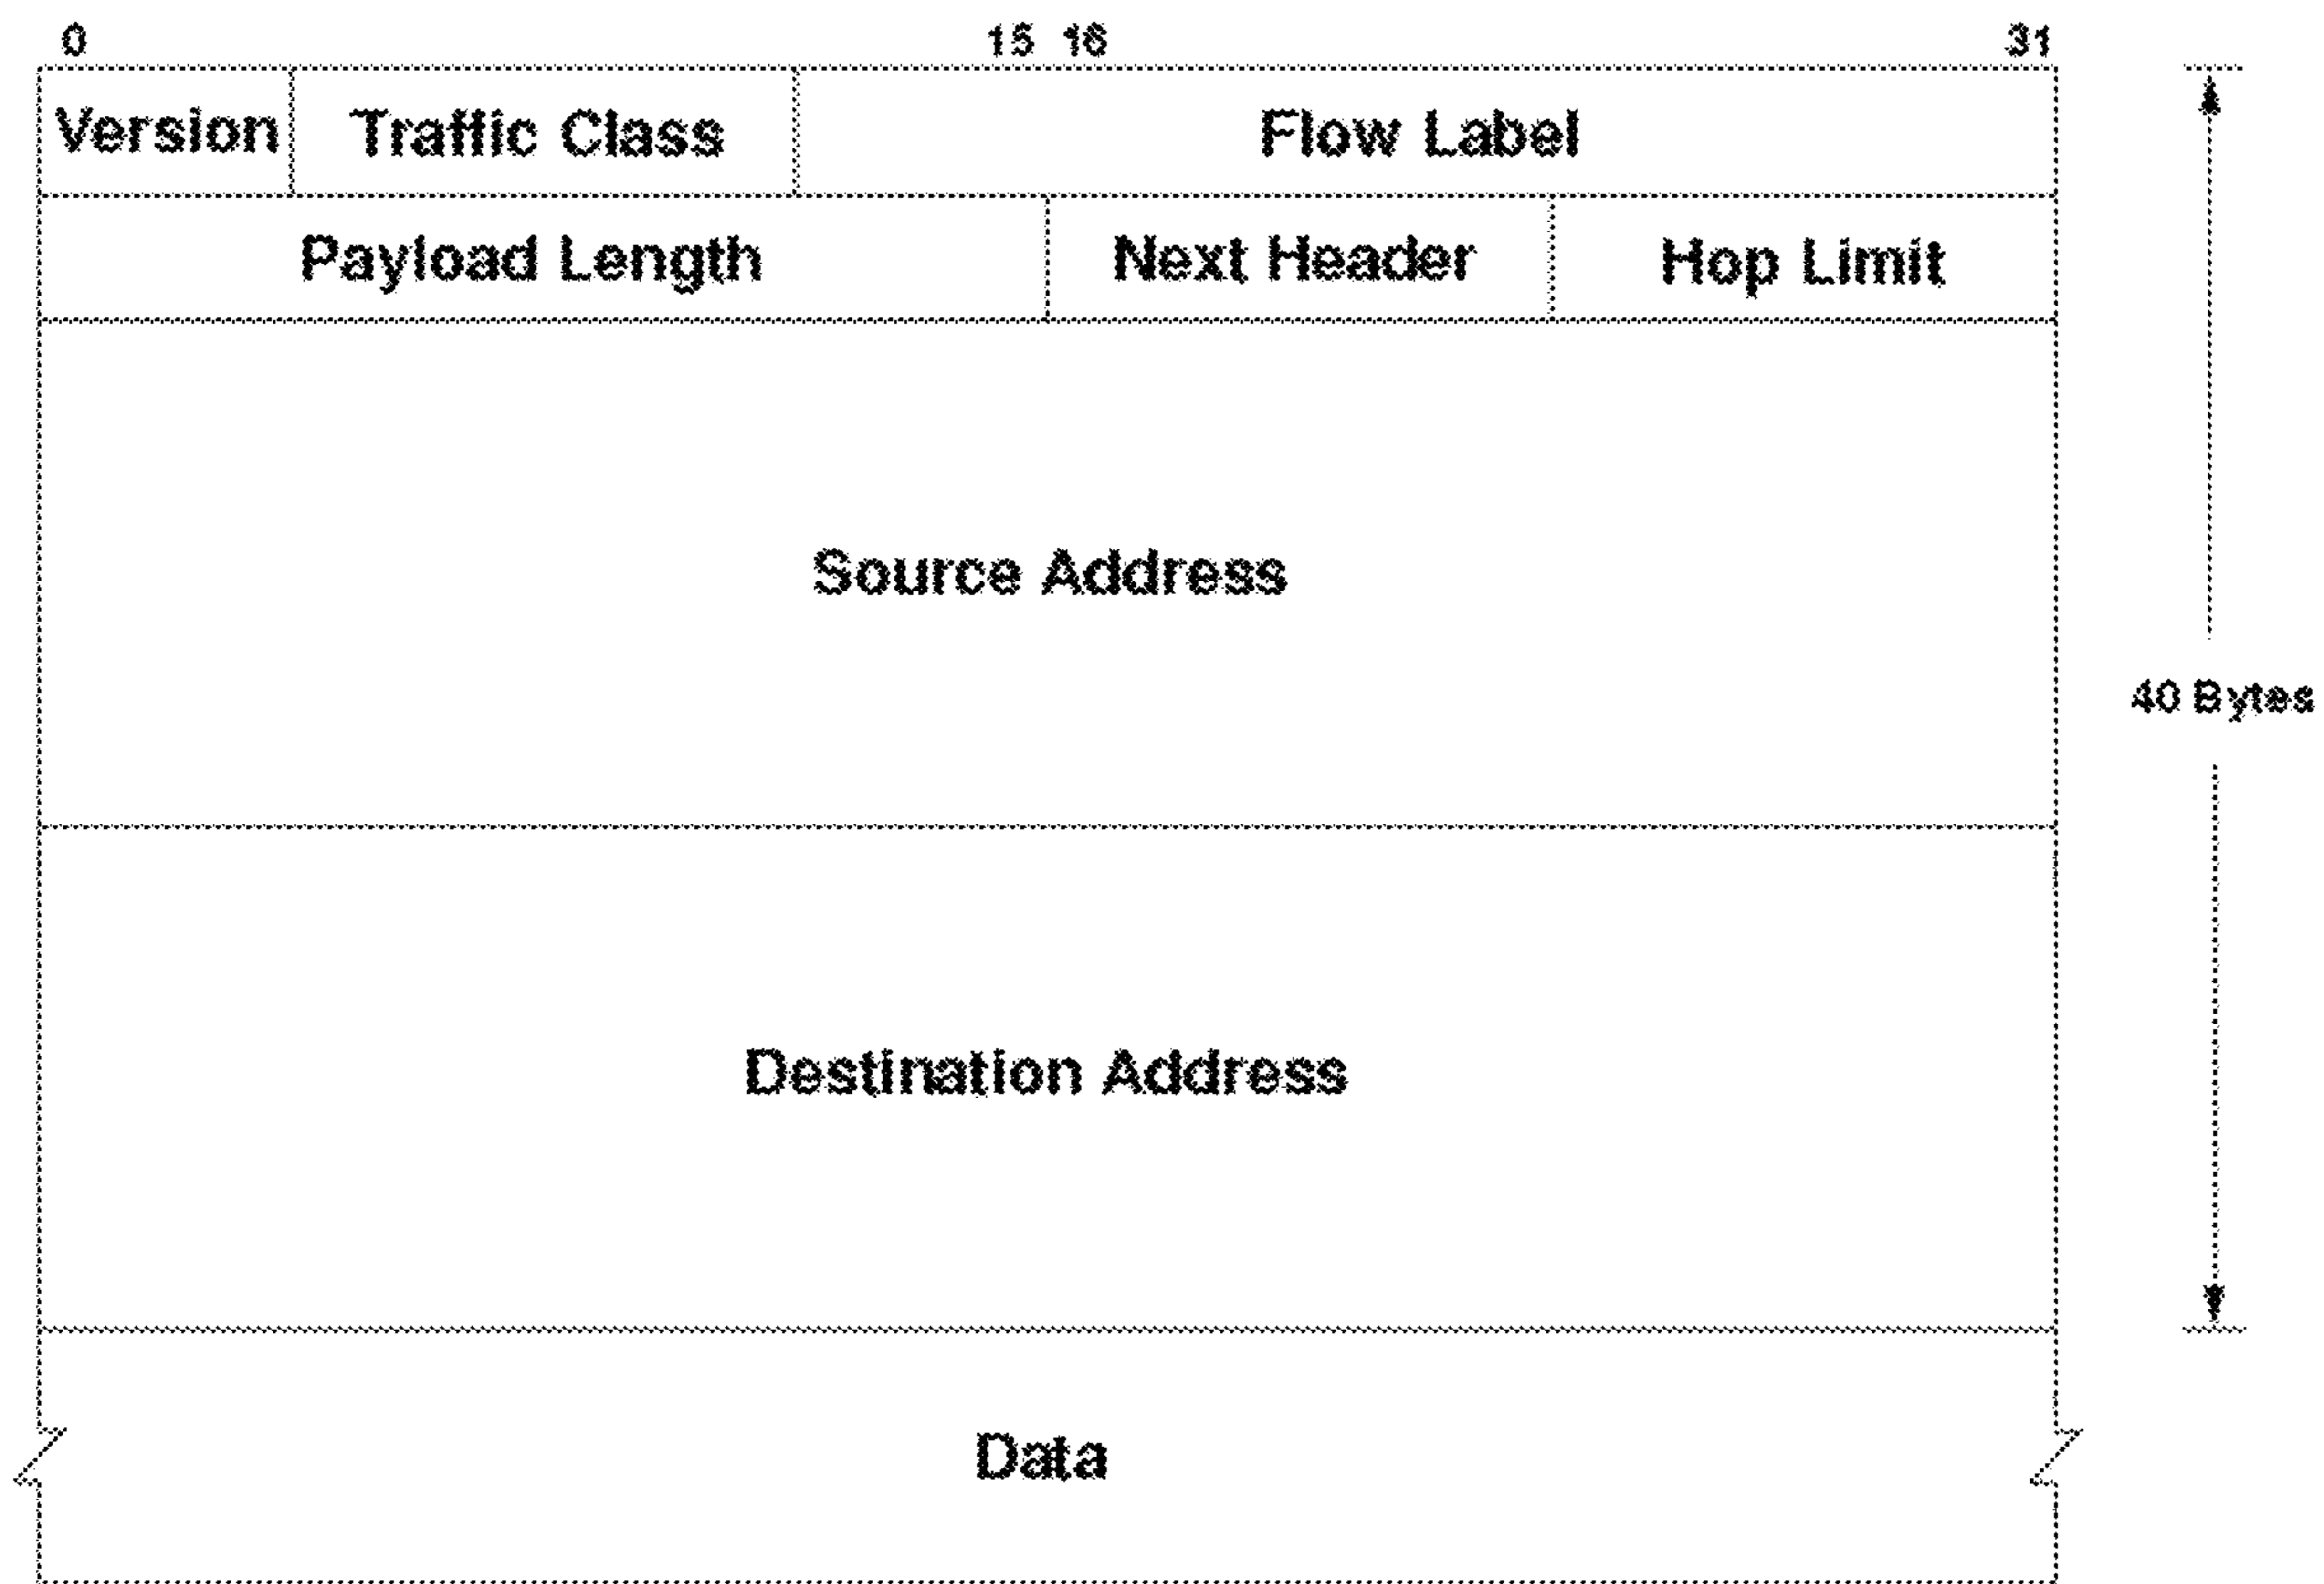 0 15 16 31
Version Traffic Class Flow Label
Payload Length Next Header Hop Limit
Source Address
40 Bytes
Destination Address
Data